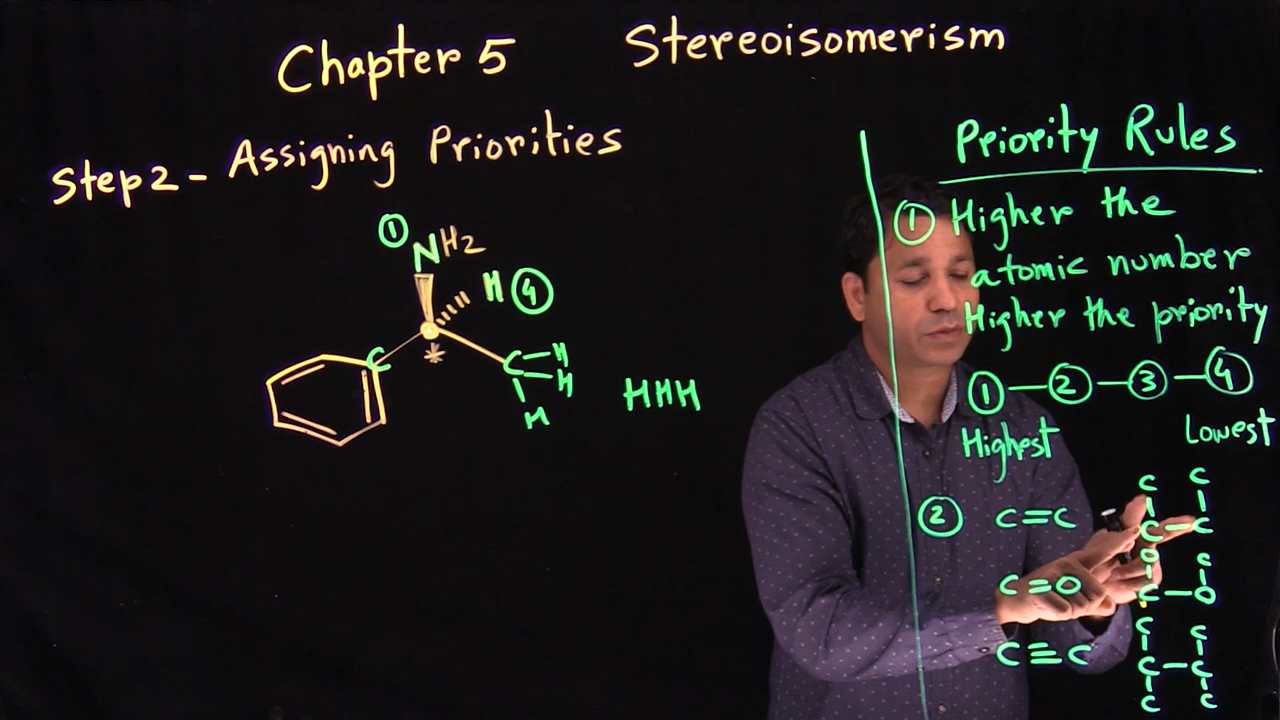 Chapter 5 Stereoisomerism
Step 2 - Assigning Priorities
① NH2
H ④
C
*
C H
H
H
HHH
Priority Rules
① Higher the
atomic number
Higher the priority
① — ② — ③ — ④
Highest Lowest
② C=C
C C
C-C
C=O
O C
C-O
C≡C
C C
C-C
C C